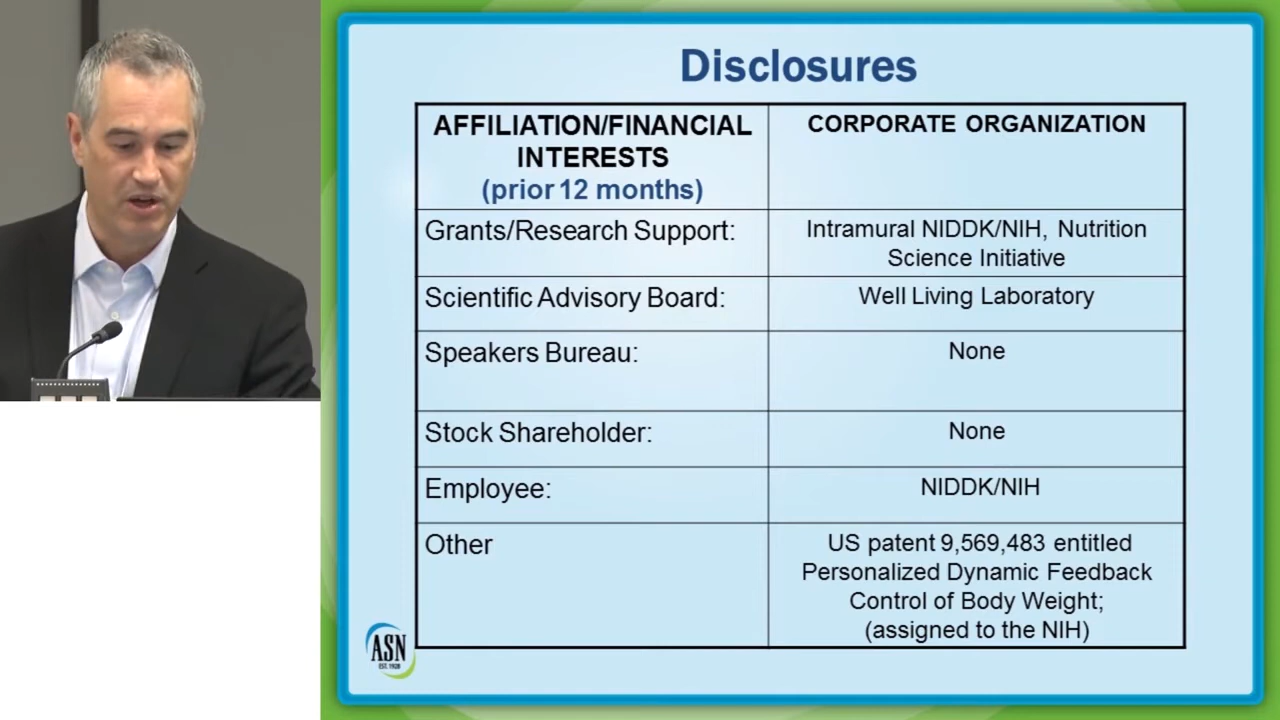 Disclosures
AFFILIATION/FINANCIAL
INTERESTS
(prior 12 months)
CORPORATE ORGANIZATION
Grants/Research Support:
Intramural NIDDK/NIH, Nutrition
Science Initiative
Scientific Advisory Board:
Well Living Laboratory
Speakers Bureau:
None
Stock Shareholder:
None
Employee:
NIDDK/NIH
Other
US patent 9,569,483 entitled
Personalized Dynamic Feedback
Control of Body Weight;
(assigned to the NIH)
ASN
EST. 1928